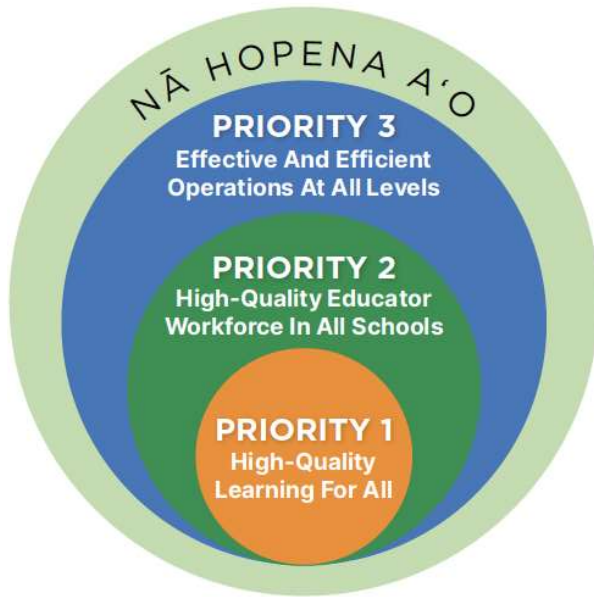 NĀ HOPENA AʻO
PRIORITY 3
Effective And Efficient
Operations At All Levels
PRIORITY 2
High-Quality Educator
Workforce In All Schools
PRIORITY 1
High-Quality
Learning For All